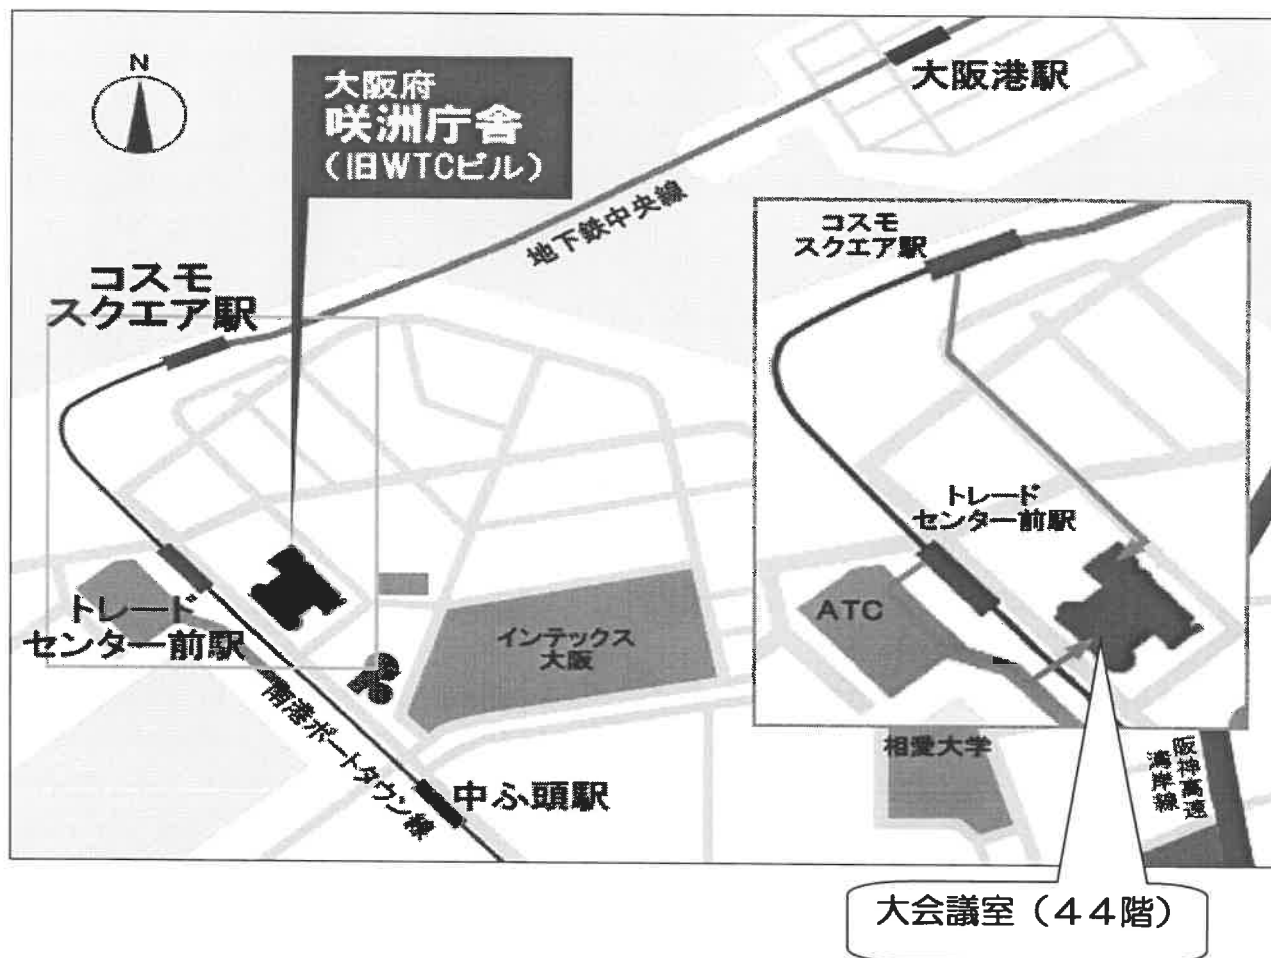 N
大阪府
咲洲庁舎
（旧WTCビル）
大阪港駅
地下鉄中央線
コスモ
スクエア駅
コスモ
スクエア駅
トレード
センター前駅
ATC
トレード
センター前駅
インテックス
大阪
南港ポートタウン線
中ふ頭駅
相愛大学
阪神高速
湾岸線
大会議室（４４階）